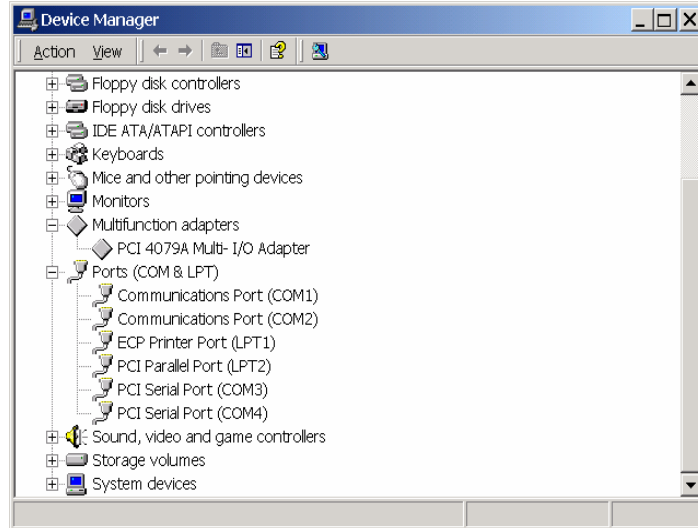 Device Manager
Action View
Floppy disk controllers
Floppy disk drives
IDE ATA/ATAPI controllers
Keyboards
Mice and other pointing devices
Monitors
Multifunction adapters
PCI 4079A Multi- I/O Adapter
Ports (COM & LPT)
Communications Port (COM1)
Communications Port (COM2)
ECP Printer Port (LPT1)
PCI Parallel Port (LPT2)
PCI Serial Port (COM3)
PCI Serial Port (COM4)
Sound, video and game controllers
Storage volumes
System devices